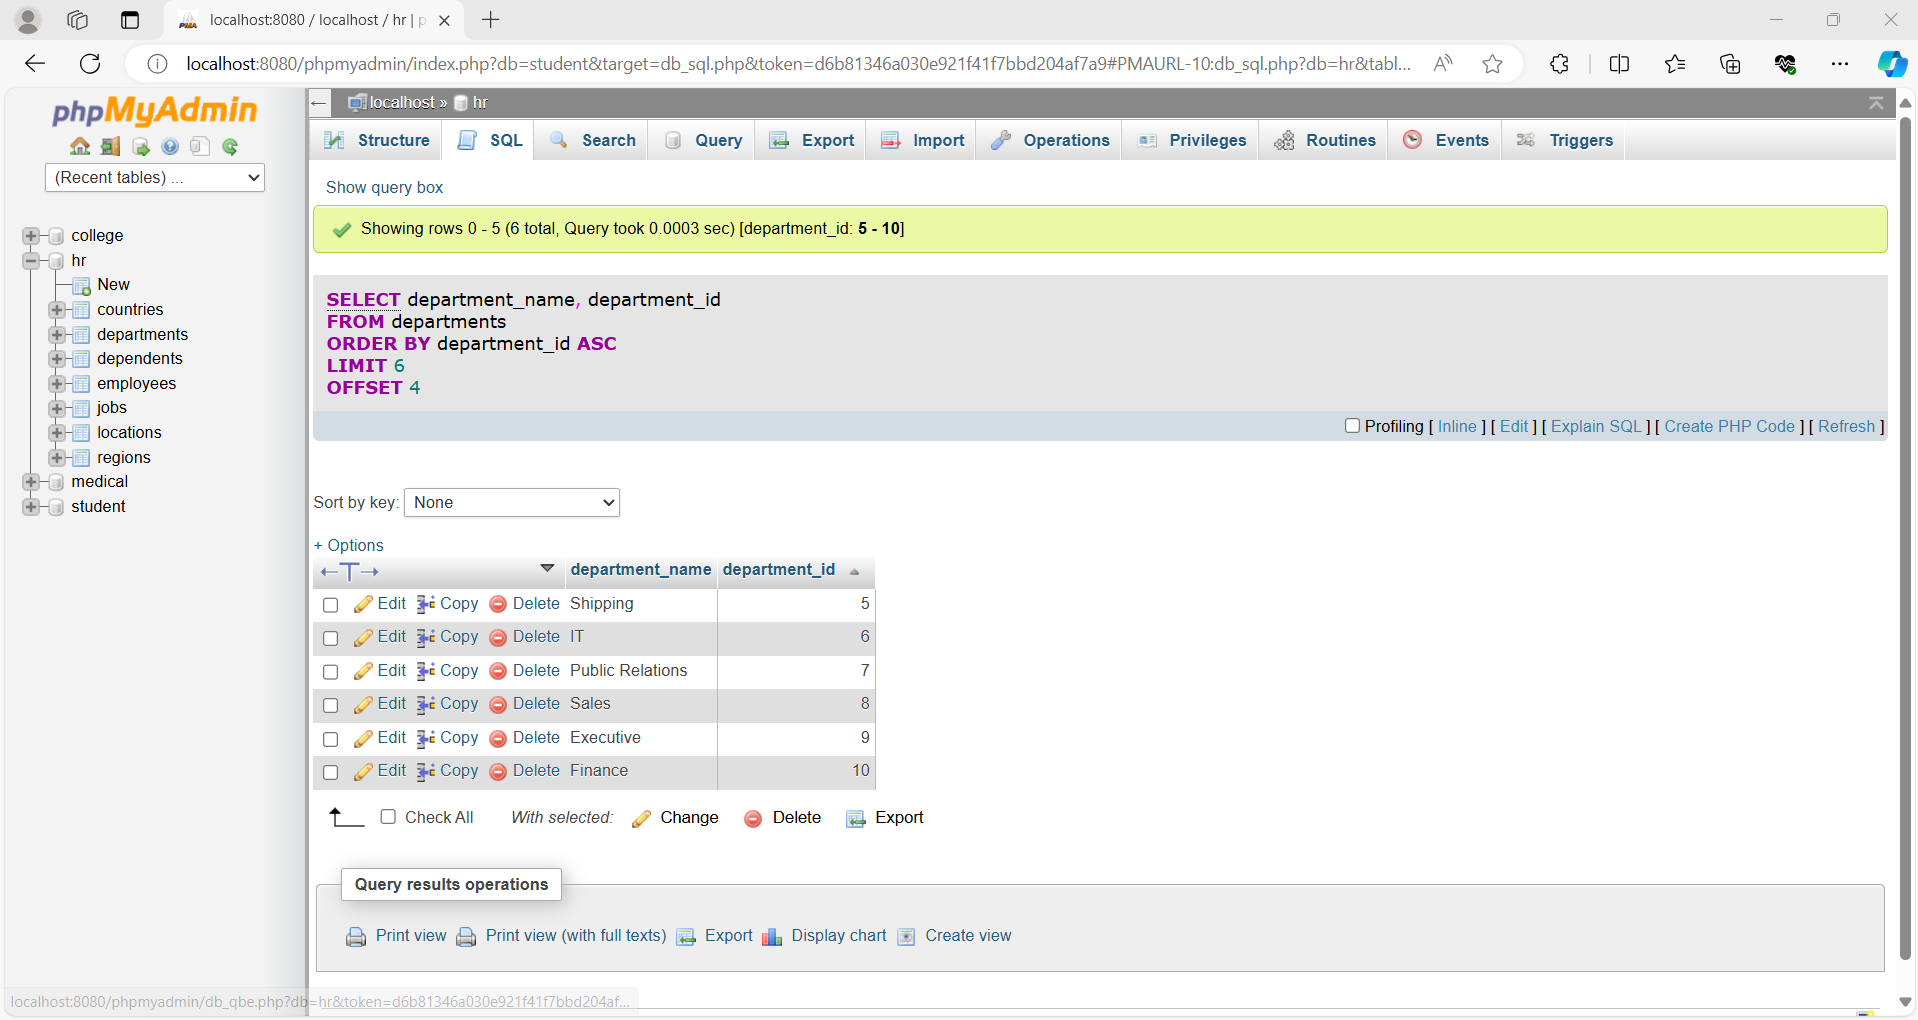 localhost:8080 / localhost / hr | p
localhost:8080/phpmyadmin/index.php?db=student&target=db_sql.php&token=d6b81346a030e921f41f7bbd204af7a9#PMAURL-10:db_sql.php?db=hr&tabl...
phpMyAdmin
(Recent tables) ...
college
hr
New
countries
departments
dependents
employees
jobs
locations
regions
medical
student
localhost » hr
Structure SQL Search Query Export Import Operations Privileges Routines Events Triggers
Show query box
Showing rows 0 - 5 (6 total, Query took 0.0003 sec) [department_id: 5 - 10]
SELECT department_name, department_id
FROM departments
ORDER BY department_id ASC
LIMIT 6
OFFSET 4
Profiling [ Inline ] [ Edit ] [ Explain SQL ] [ Create PHP Code ] [ Refresh ]
Sort by key: None
+ Options
department_name department_id
Edit Copy Delete Shipping 5
Edit Copy Delete IT 6
Edit Copy Delete Public Relations 7
Edit Copy Delete Sales 8
Edit Copy Delete Executive 9
Edit Copy Delete Finance 10
Check All With selected: Change Delete Export
Query results operations
Print view Print view (with full texts) Export Display chart Create view
localhost:8080/phpmyadmin/db_qbe.php?db=hr&token=d6b81346a030e921f41f7bbd204af...